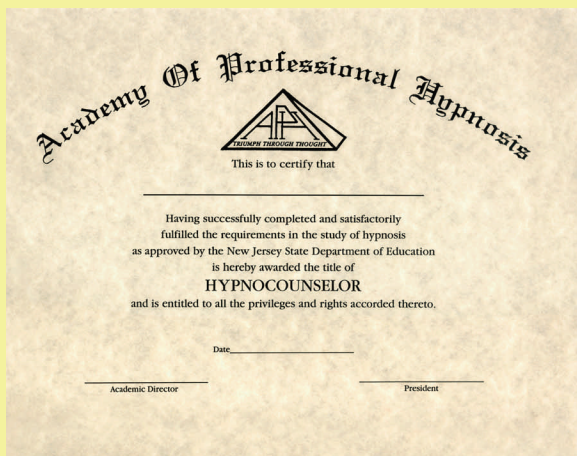 Academy Of Professional Hypnosis
APH
TRIUMPH THROUGH THOUGHT
This is to certify that
Having successfully completed and satisfactorily
fulfilled the requirements in the study of hypnosis
as approved by the New Jersey State Department of Education
is hereby awarded the title of
HYPNOCOUNSELOR
and is entitled to all the privileges and rights accorded thereto.
Date
Academic Director
President